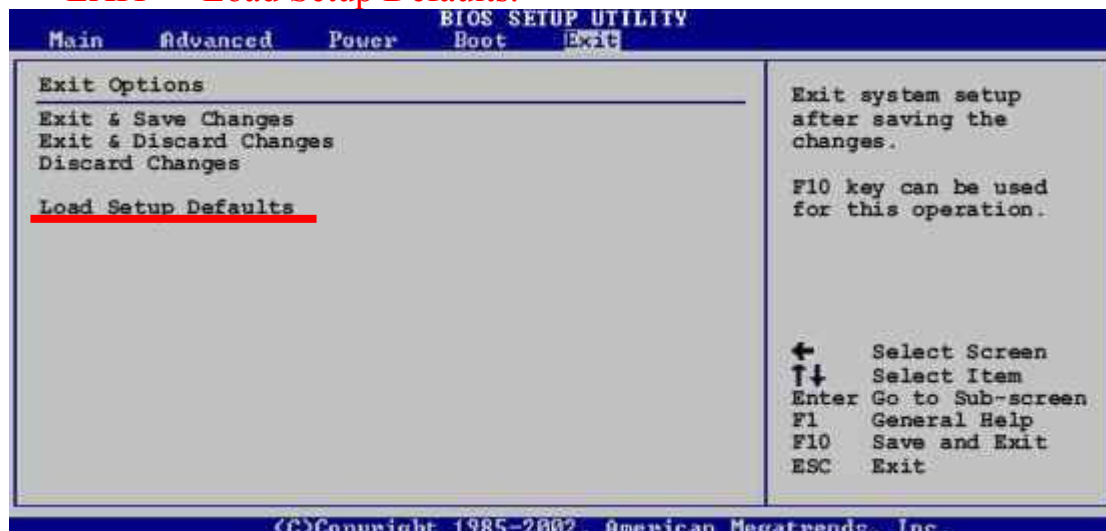 Load Setup Defaults.
BIOS SETUP UTILITY
Main Advanced Power Boot Exit
Exit Options
Exit & Save Changes
Exit & Discard Changes
Discard Changes
Load Setup Defaults
Exit system setup
after saving the
changes.
F10 key can be used
for this operation.
← Select Screen
↑↓ Select Item
Enter Go to Sub-screen
F1 General Help
F10 Save and Exit
ESC Exit
(C)Copyright 1985-2002, American Megatrends, Inc.